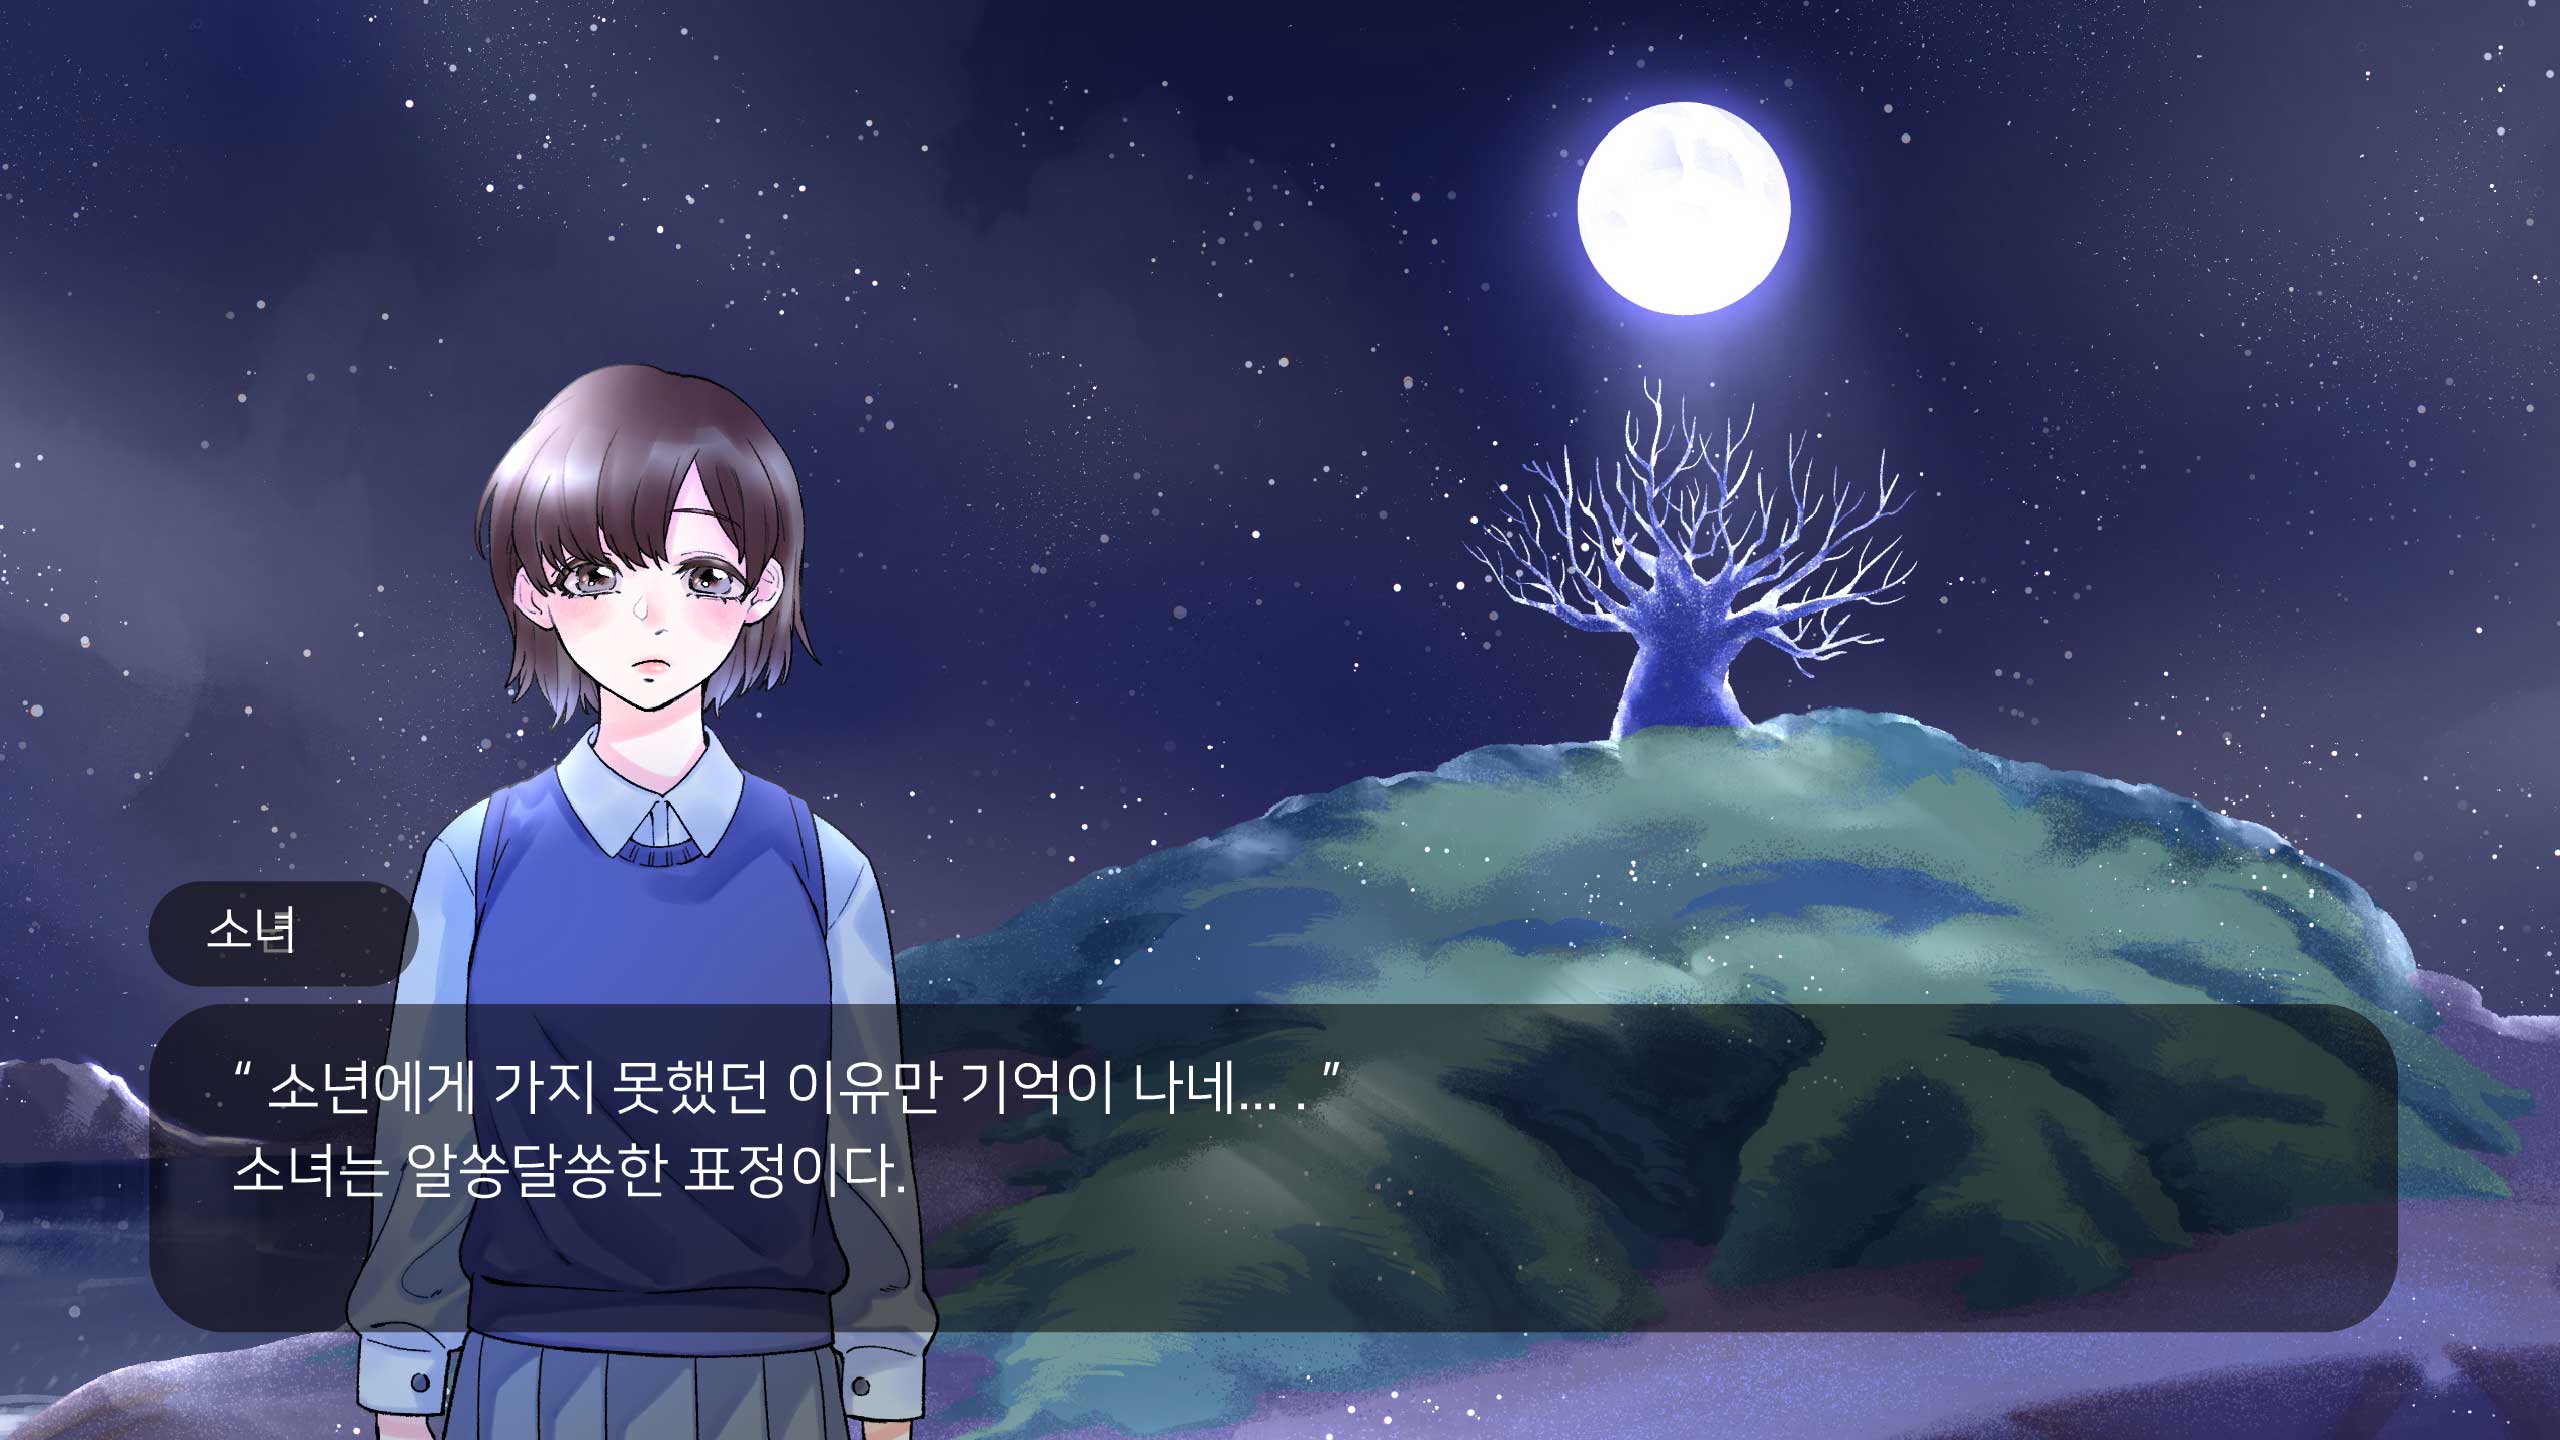 소녀
“ 소년에게 가지 못했던 이유만 기억이 나네... .”
소녀는 알쏭달쏭한 표정이다.